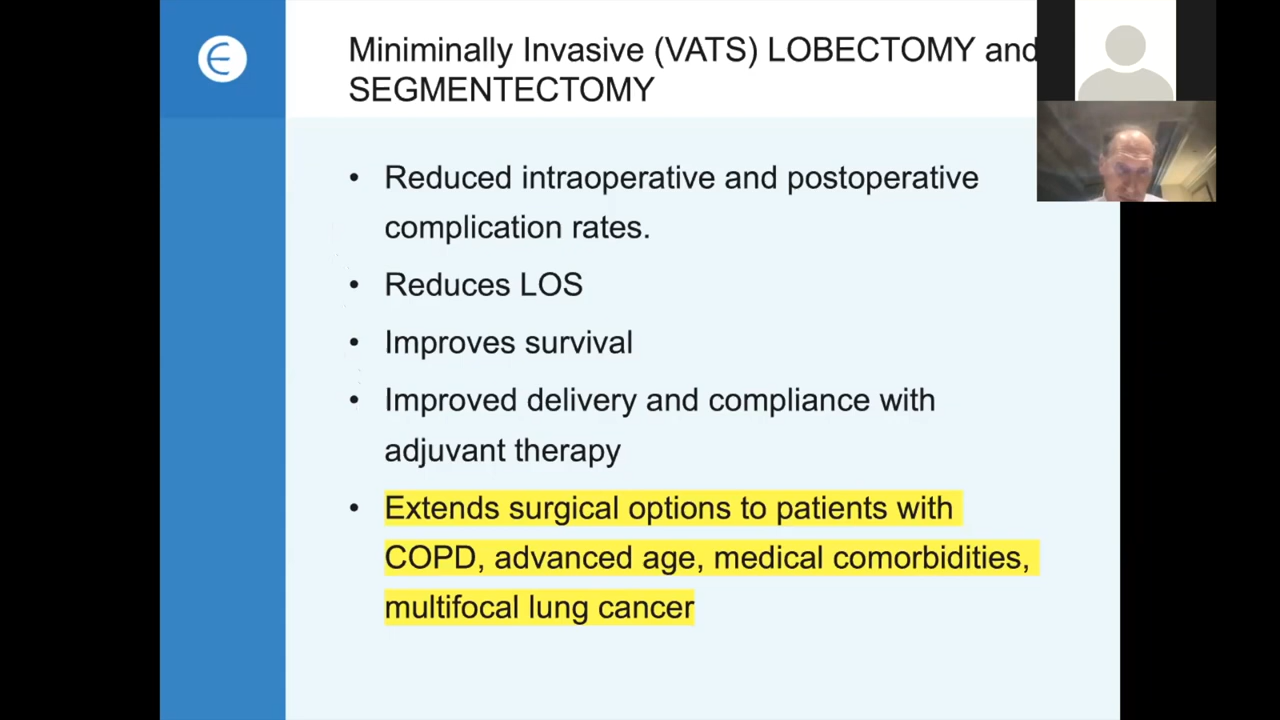 Miniminally Invasive (VATS) LOBECTOMY and
SEGMENTECTOMY
• Reduced intraoperative and postoperative
complication rates.
• Reduces LOS
• Improves survival
• Improved delivery and compliance with
adjuvant therapy
• Extends surgical options to patients with
COPD, advanced age, medical comorbidities,
multifocal lung cancer